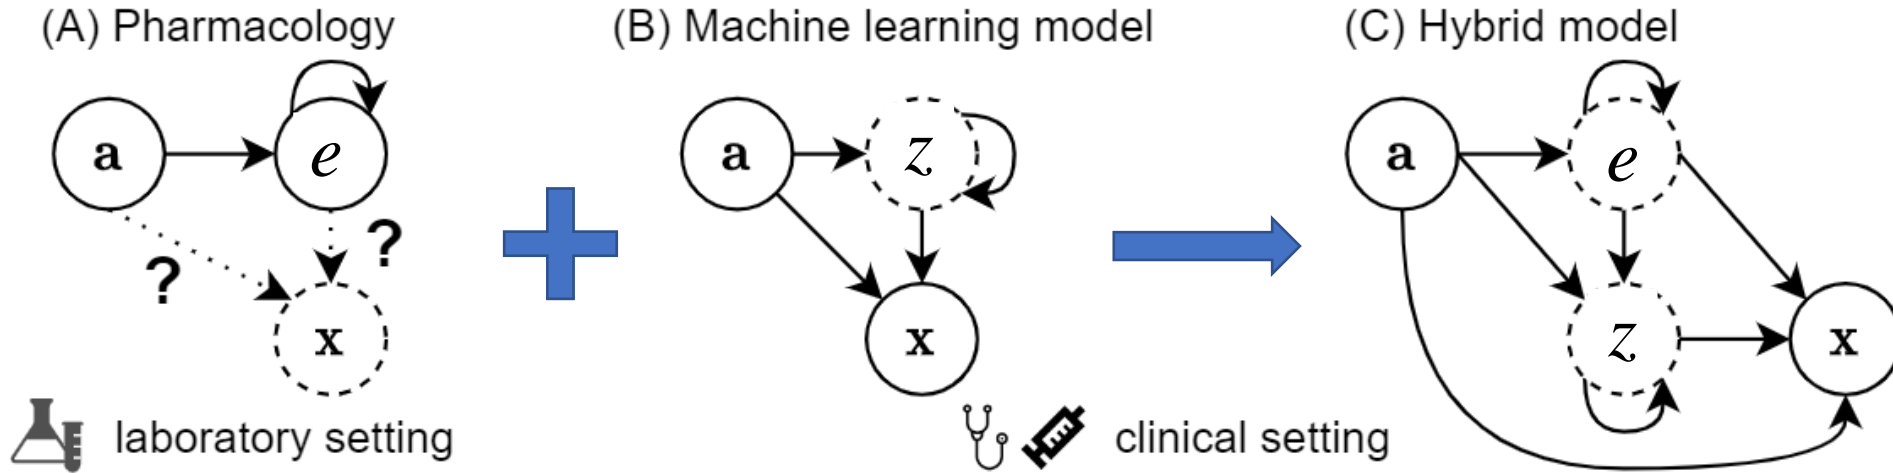 (A) Pharmacology
(B) Machine learning model
(C) Hybrid model
a
e
a
z
a
e
?
?
x
x
z
x
laboratory setting
clinical setting